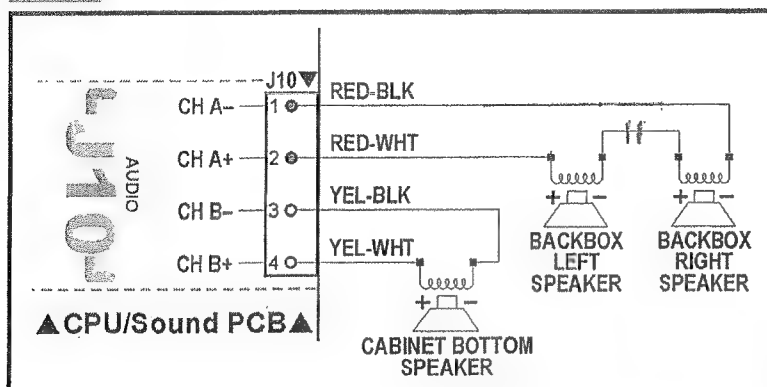 J10▼
CH A– 1 RED-BLK
CH A+ 2 RED-WHT
CH B– 3 YEL-BLK
CH B+ 4 YEL-WHT
J10
AUDIO
+ –
BACKBOX
LEFT
SPEAKER
+ –
BACKBOX
RIGHT
SPEAKER
+ –
CABINET BOTTOM
SPEAKER
▲CPU/Sound PCB▲